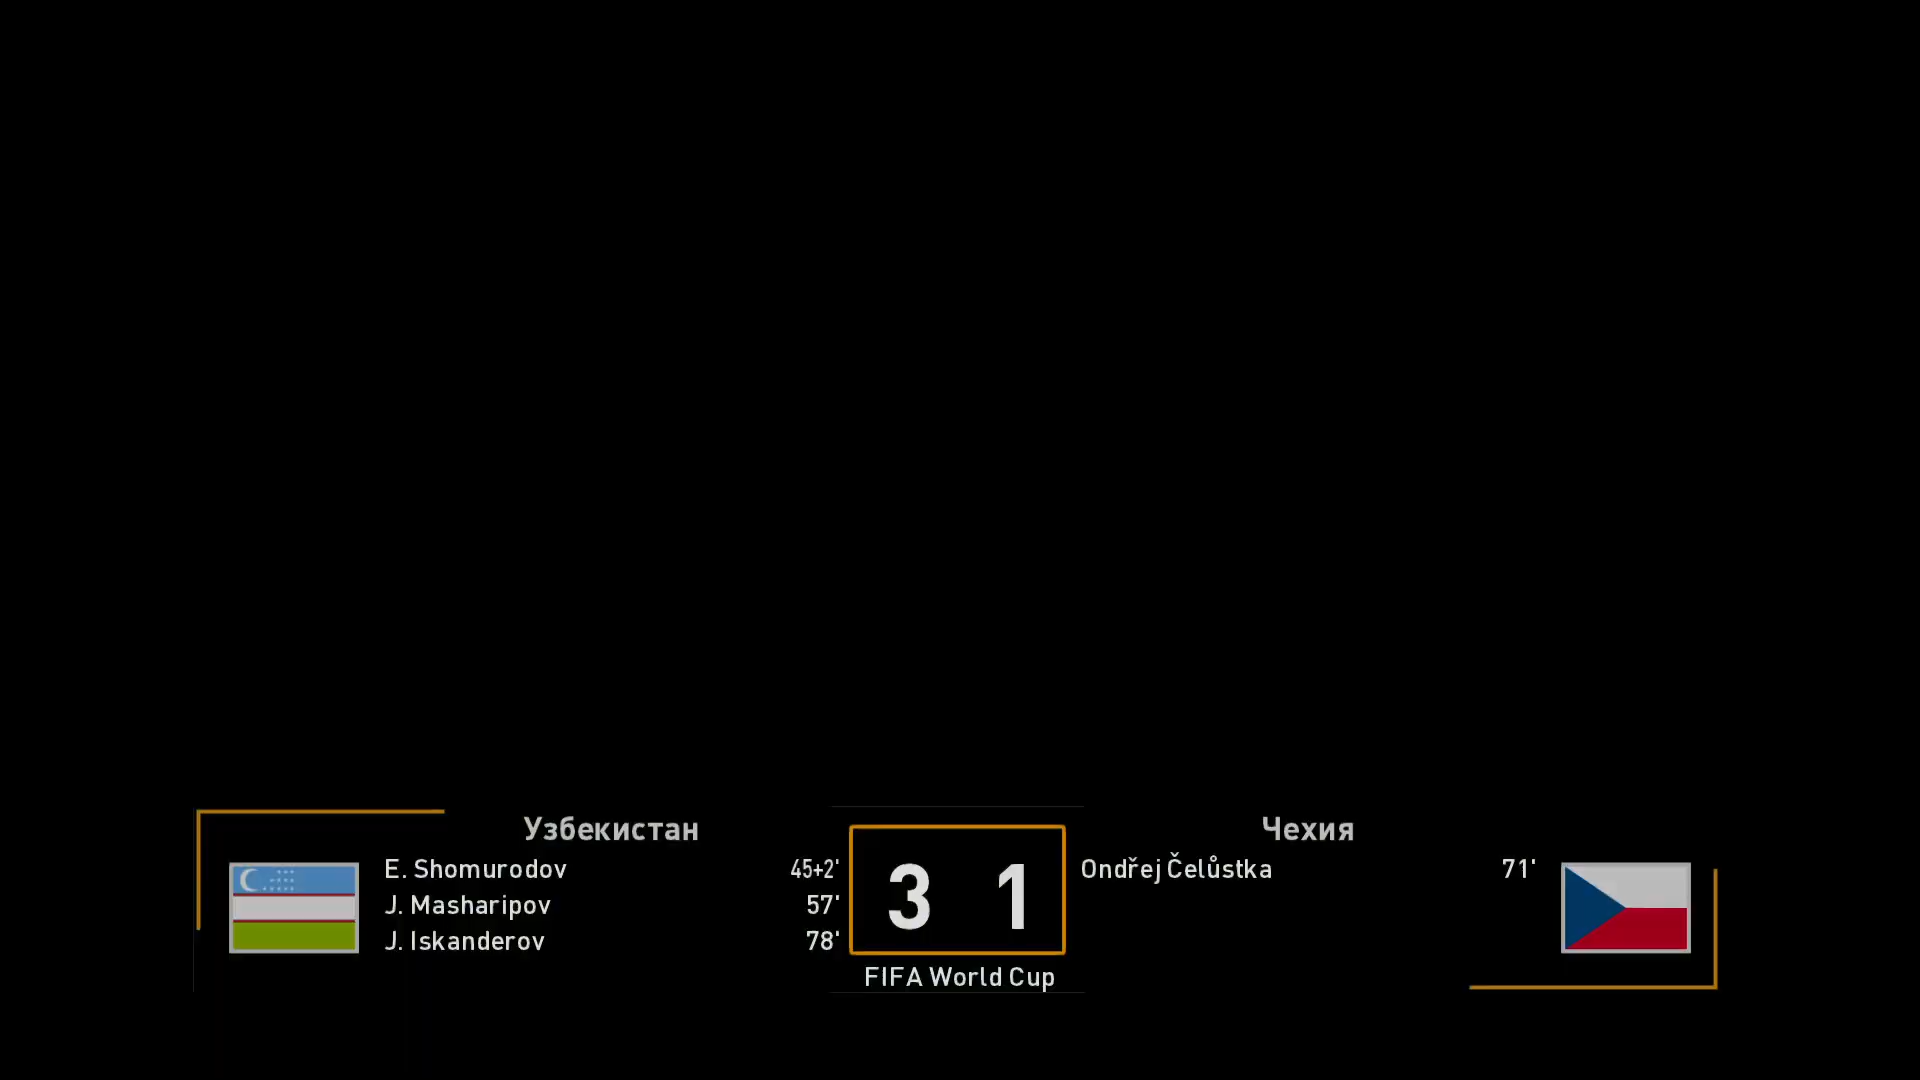 Узбекистан
E. Shomurodov 45+2'
J. Masharipov 57'
J. Iskanderov 78'
3 1
FIFA World Cup
Чехия
Ondřej Čelůstka 71'